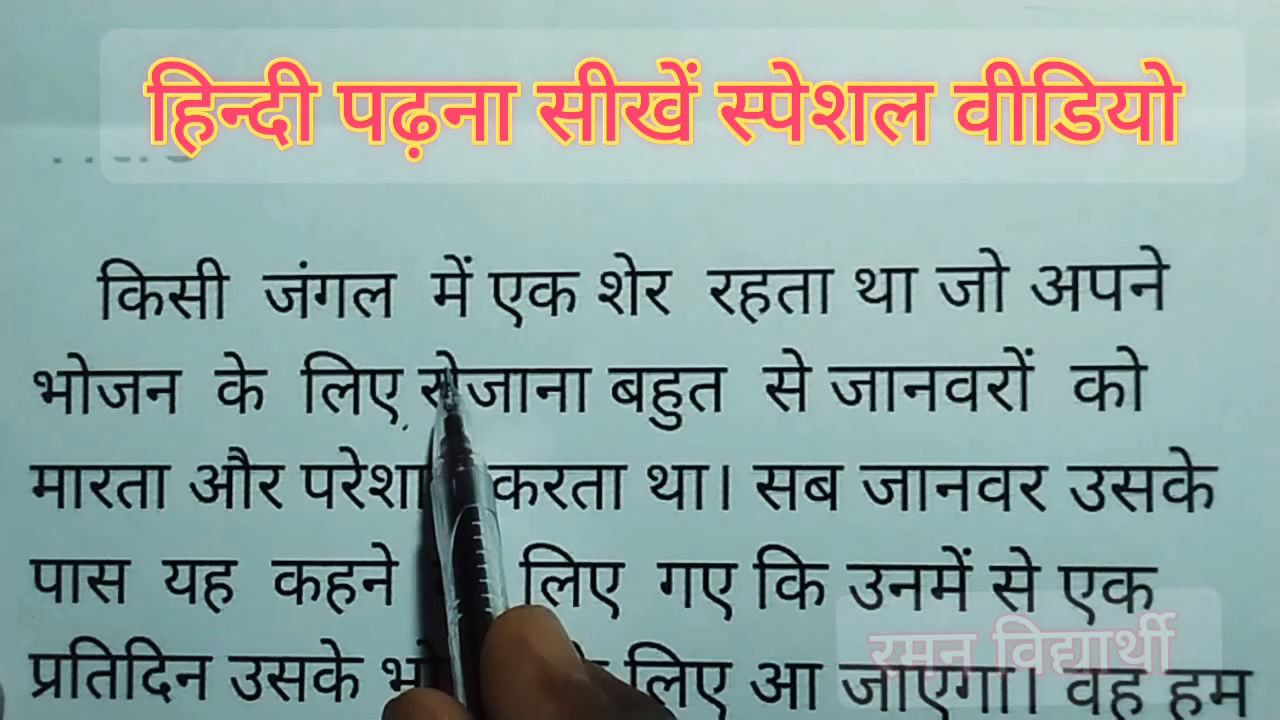 हिन्दी पढ़ना सीखें स्पेशल वीडियो
किसी जंगल में एक शेर रहता था जो अपने
भोजन के लिए रोजाना बहुत से जानवरों को
मारता और करता था। सब जानवर उसके
पास यह कहने लिए गए कि उनमें से एक
प्रतिदिन उसके लिए आ जाएगा। वह हम
रमन विद्यार्थी